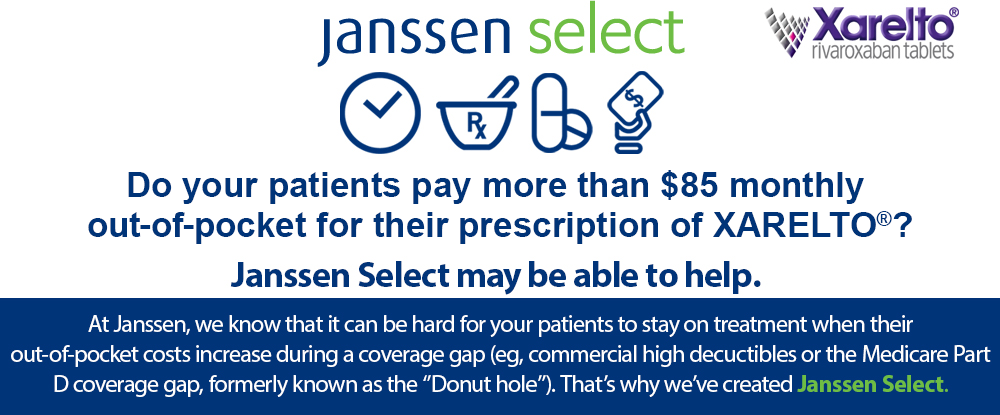 Janssen select
Xarelto®
rivaroxaban tablets
Rx
$
Do your patients pay more than $85 monthly
out-of-pocket for their prescription of XARELTO®?
Janssen Select may be able to help.
At Janssen, we know that it can be hard for your patients to stay on treatment when their
out-of-pocket costs increase during a coverage gap (eg, commercial high decuctibles or the Medicare Part
D coverage gap, formerly known as the “Donut hole”). That’s why we’ve created Janssen Select.